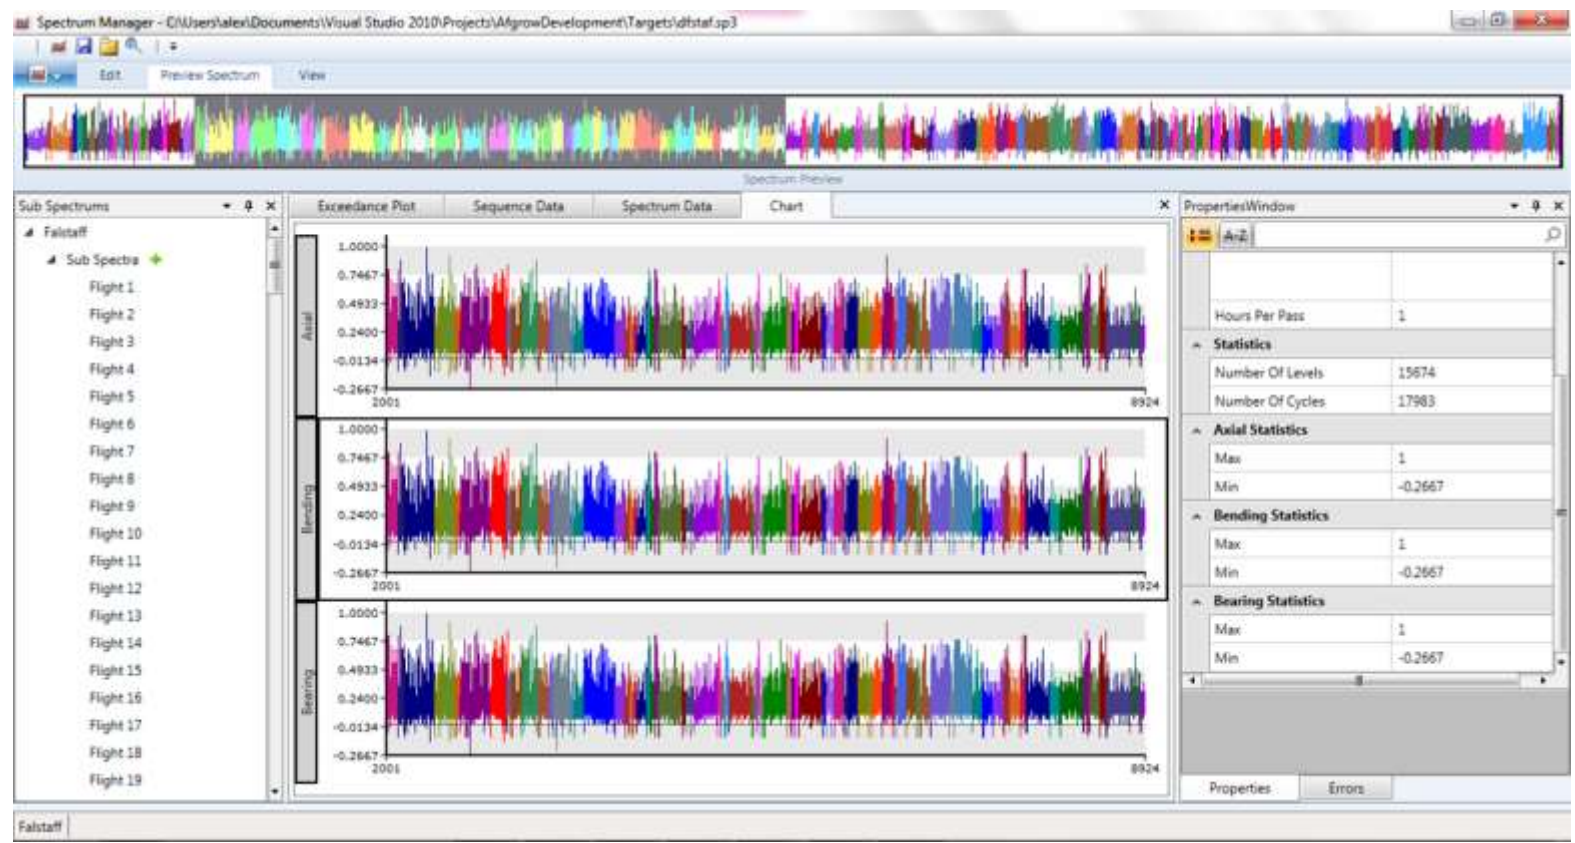 Spectrum Manager - C:\Users\alex\Documents\Visual Studio 2010\Projects\AfgrowDevelopment\Targets\dfstaf.sp3
Edit Preview Spectrum View
Spectrum Preview
Sub Spectrums
Falstaff
Sub Spectra
Flight 1
Flight 2
Flight 3
Flight 4
Flight 5
Flight 6
Flight 7
Flight 8
Flight 9
Flight 10
Flight 11
Flight 12
Flight 13
Flight 14
Flight 15
Flight 16
Flight 17
Flight 18
Flight 19
Exceedance Plot Sequence Data Spectrum Data Chart
Axial
1.0000
0.7467
0.4933
0.2400
-0.0134
-0.2667
2001 8924
Bending
1.0000
0.7467
0.4933
0.2400
-0.0134
-0.2667
2001 8924
Bearing
1.0000
0.7467
0.4933
0.2400
-0.0134
-0.2667
2001 8924
PropertiesWindow
A-Z
Hours Per Pass 1
Statistics
Number Of Levels 15674
Number Of Cycles 17983
Axial Statistics
Max 1
Min -0.2667
Bending Statistics
Max 1
Min -0.2667
Bearing Statistics
Max 1
Min -0.2667
Properties Errors
Falstaff